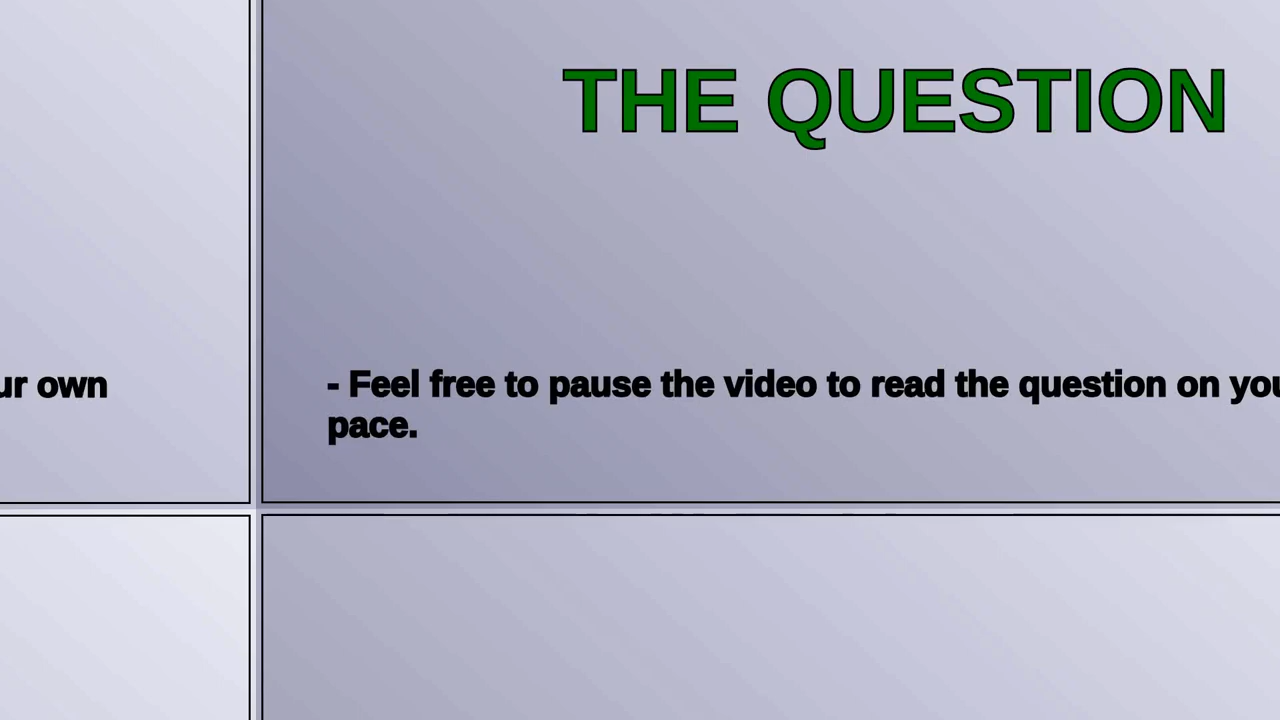 THE QUESTION
ur own
- Feel free to pause the video to read the question on you
pace.